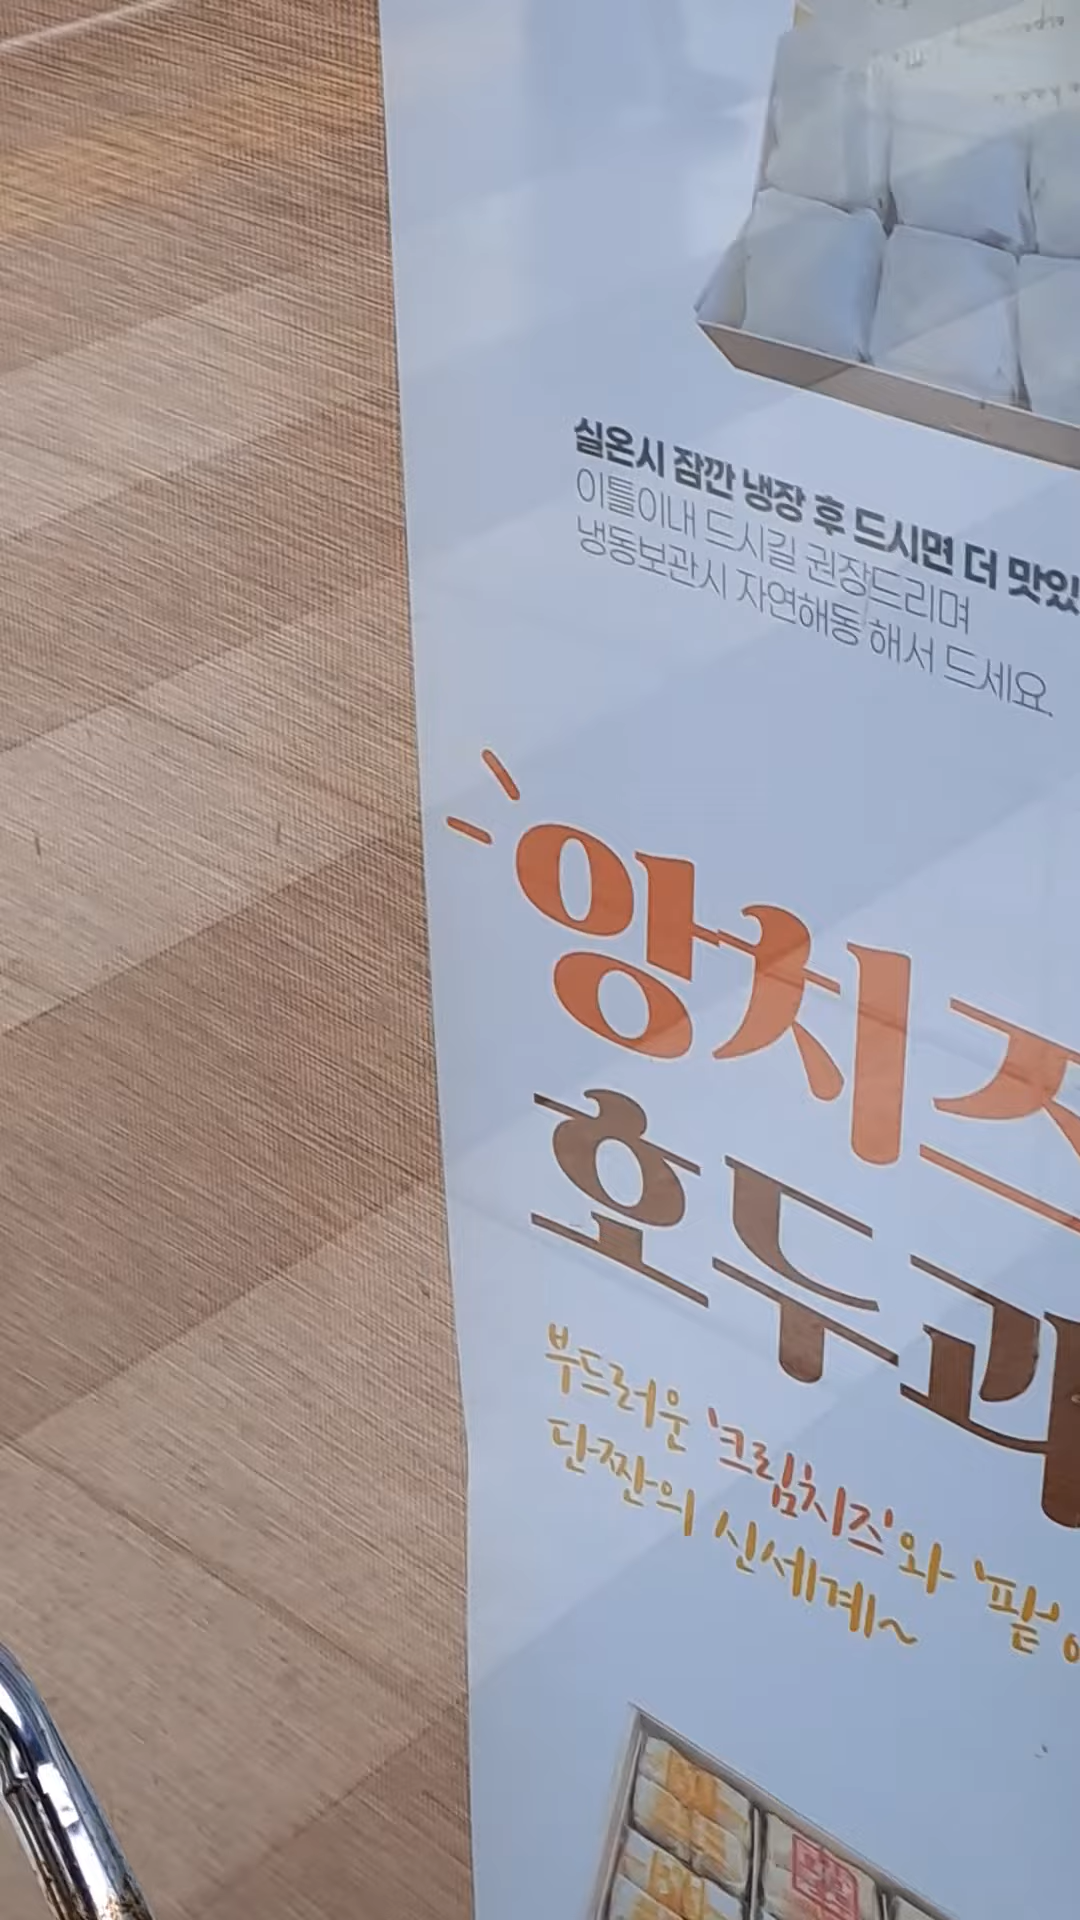 실온시 잠깐 냉장 후 드시면 더 맛있
이틀이내 드시길 권장드리며
냉동보관시 자연해동 해서 드세요.
앙치즈
호두과
부드러운 '크림치즈'와 '팥'
단짠의 신세계~